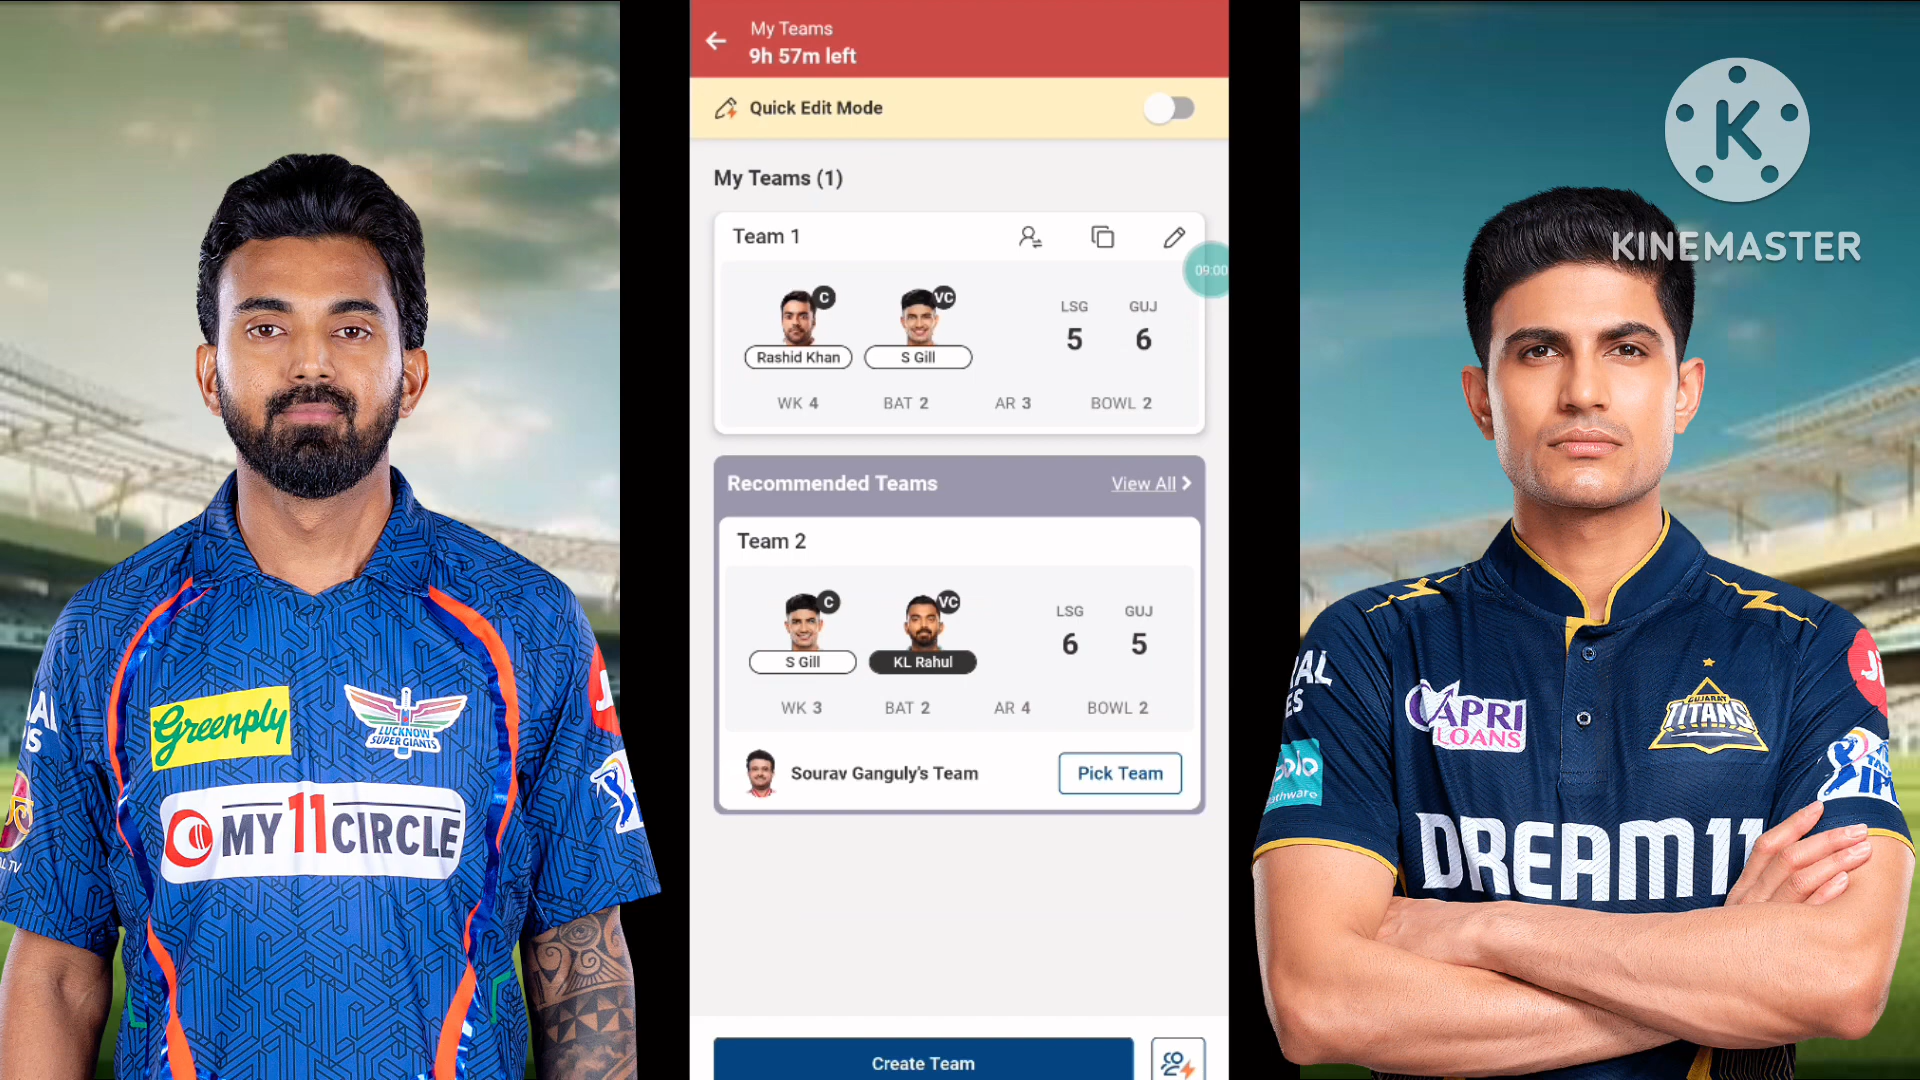 My Teams
9h 57m left
Quick Edit Mode
My Teams (1)
Team 1
C
VC
Rashid Khan
S Gill
LSG
GUJ
5
6
WK 4
BAT 2
AR 3
BOWL 2
09:00
Recommended Teams
View All
Team 2
C
VC
S Gill
KL Rahul
LSG
GUJ
6
5
WK 3
BAT 2
AR 4
BOWL 2
Sourav Ganguly's Team
Pick Team
Create Team
Greenply
LUCKNOW
SUPER GIANTS
MY11CIRCLE
K
KINEMASTER
CAPRI
LOANS
GUJARAT
TITANS
DREAM11